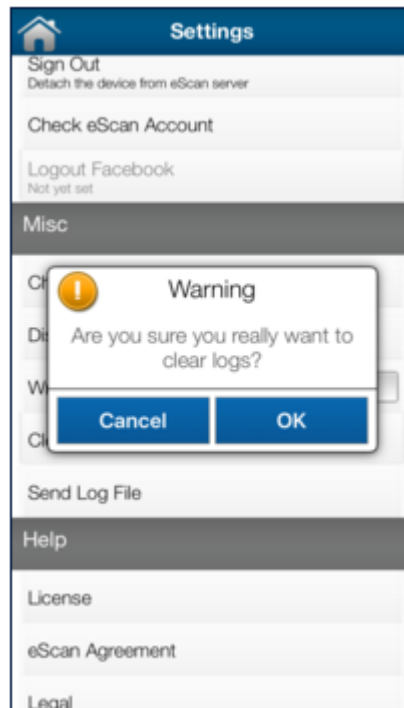 Settings
Sign Out
Detach the device from eScan server
Check eScan Account
Logout Facebook
Not yet set
Misc
Warning
Are you sure you really want to
clear logs?
Cancel OK
Send Log File
Help
License
eScan Agreement
Legal